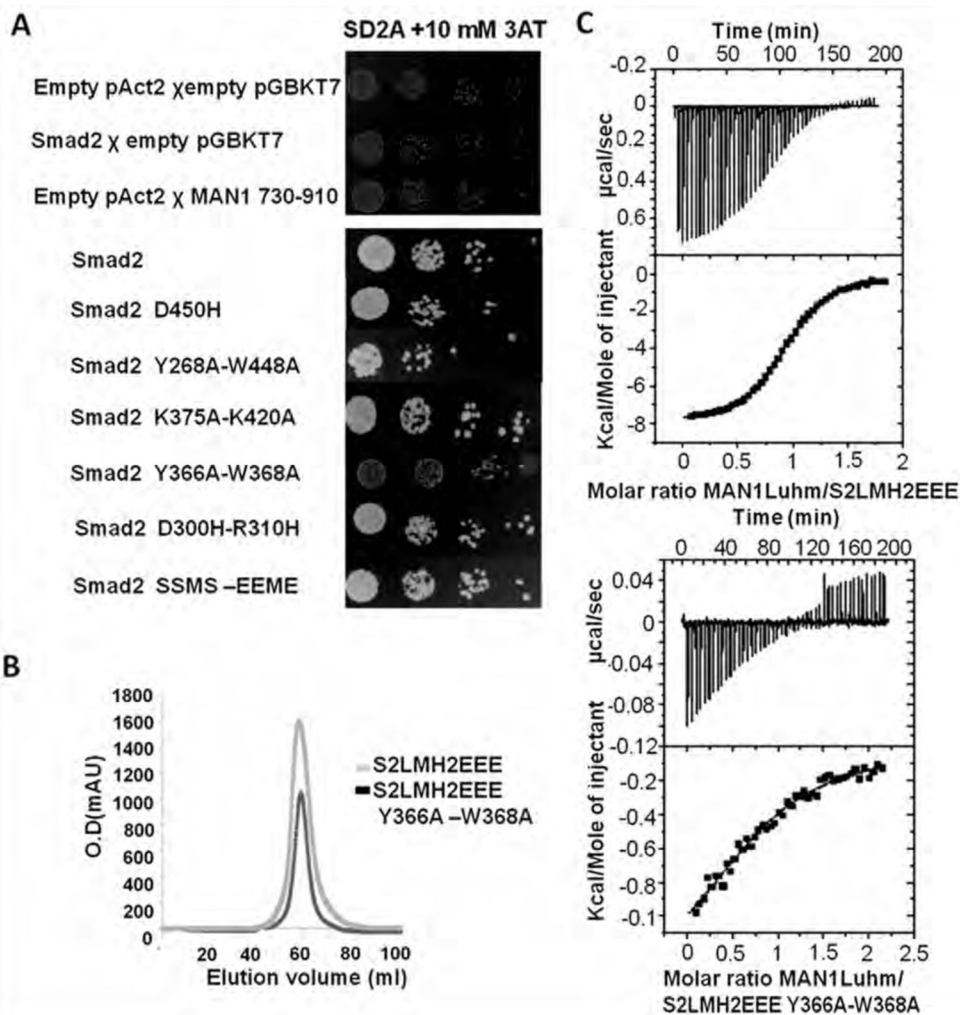 A
SD2A +10 mM 3AT
Empty pAct2 χempty pGBKT7
Smad2 χ empty pGBKT7
Empty pAct2 χ MAN1 730-910
Smad2
Smad2 D450H
Smad2 Y268A-W448A
Smad2 K375A-K420A
Smad2 Y366A-W368A
Smad2 D300H-R310H
Smad2 SSMS –EEME
B
1800
1600
1400
1200
1000
800
600
400
200
0
O.D(mAU)
20 40 60 80 100
Elution volume (ml)
S2LMH2EEE
S2LMH2EEE
Y366A –W368A
C
Time (min)
0 50 100 150 200
-0.2
0
0.2
0.4
0.6
µcal/sec
0
-2
-4
-6
-8
Kcal/Mole of injectant
0 0.5 1 1.5 2
Molar ratio MAN1Luhm/S2LMH2EEE
Time (min)
0 40 80 120 160 200
0.04
0
-0.04
-0.08
-0.12
µcal/sec
-0.2
-0.4
-0.6
-0.8
-0.1
Kcal/Mole of injectant
0 0.5 1 1.5 2 2.5
Molar ratio MAN1Luhm/
S2LMH2EEE Y366A-W368A